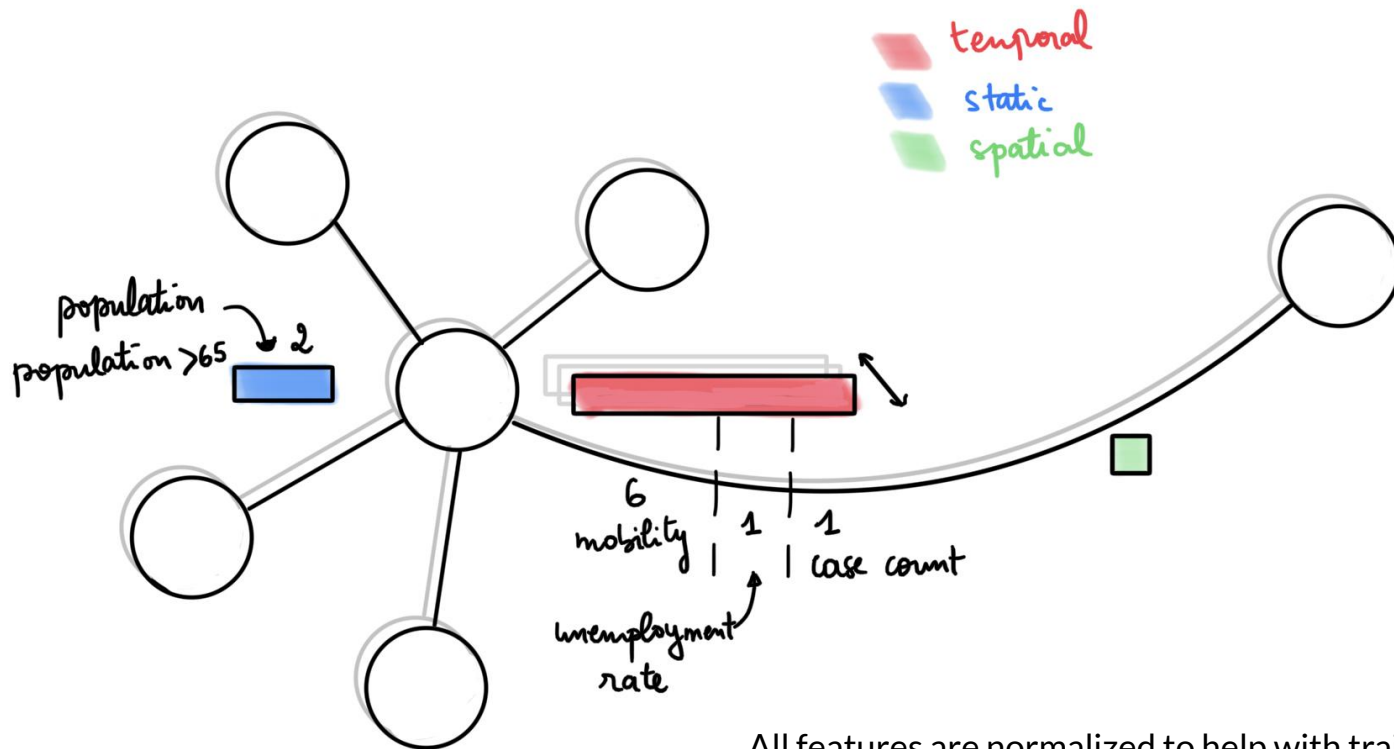 temporal
static
spatial
population
2
population >65
6
mobility
1
1
case count
unemployment
rate
All features are normalized to help with trai